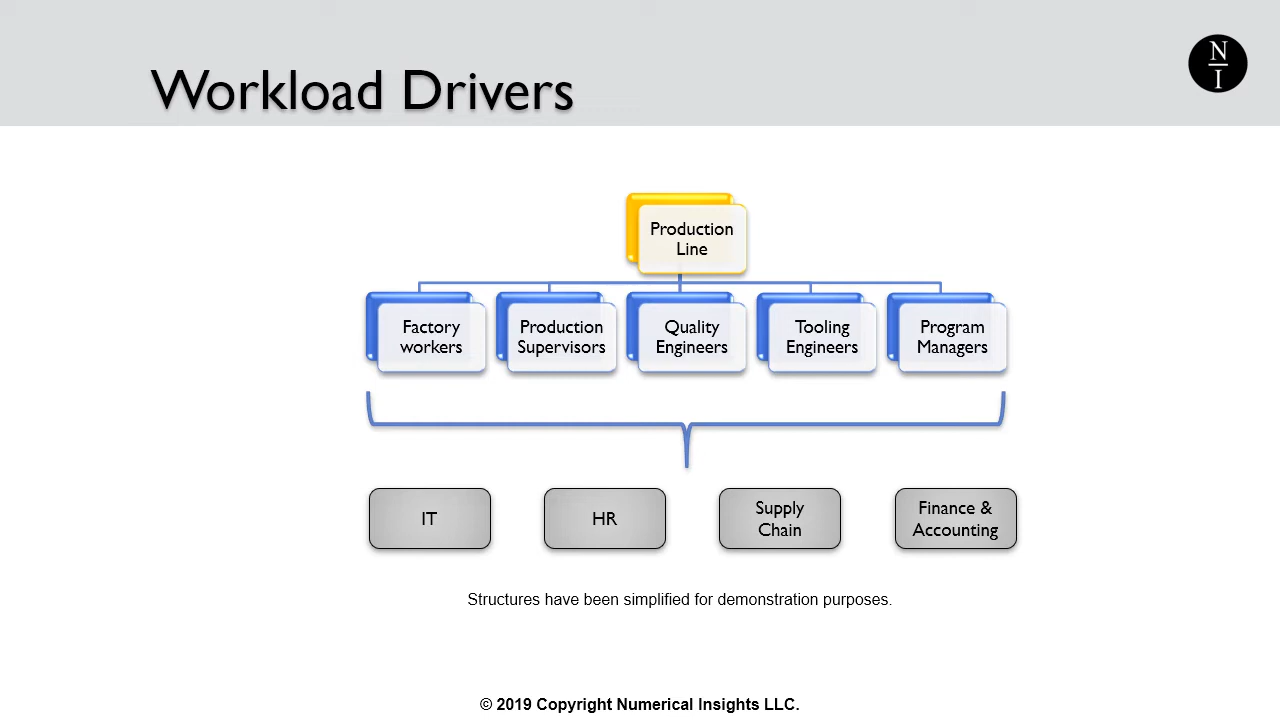 Workload Drivers
N
I
Production
Line
Factory
workers
Production
Supervisors
Quality
Engineers
Tooling
Engineers
Program
Managers
IT
HR
Supply
Chain
Finance &
Accounting
Structures have been simplified for demonstration purposes.
© 2019 Copyright Numerical Insights LLC.